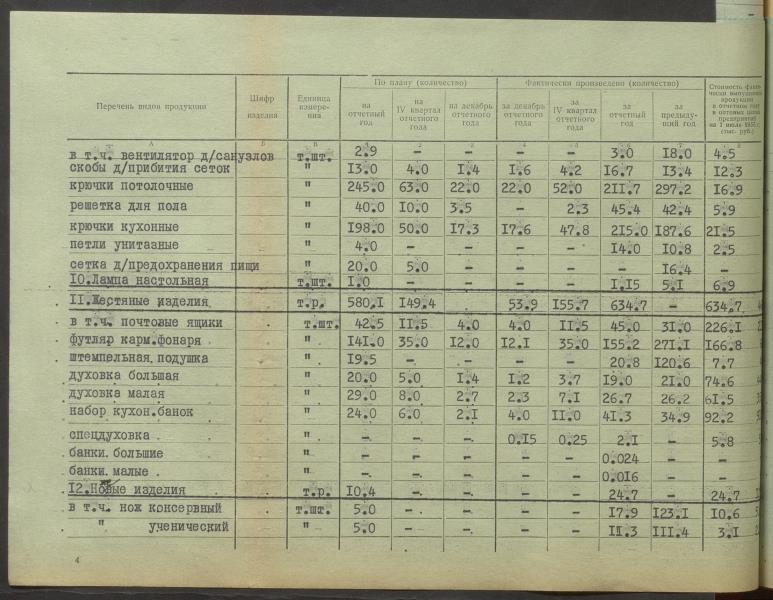 Перечень видов продукции | Шифр изделия | Единица измерения | По плану (количество) | Фактически произведено (количество) | Стоимость факти-
на отчетный год | на IV квартал отчетного года | на декабрь отчетного года | за декабрь отчетного года | за IV квартал отчетного года | за отчетный год | за предыду-щий год
А | Б | В
в т.ч. вентилятор д/санузлов т.шт. 2.9 – – – – 3.0 18.0 4.5
скобы д/прибития сеток " 13.0 4.0 1.4 1.6 4.2 16.7 13.4 12.3
крючки потолочные " 245.0 63.0 22.0 22.0 52.0 211.7 297.2 16.9
решетка для пола " 40.0 10.0 3.5 – 2.3 45.4 42.4 5.9
крючки кухонные " 198.0 50.0 17.3 17.6 47.8 215.0 187.6 21.5
петли унитазные " 4.0 – – – – 14.0 10.8 2.5
сетка д/предохранения пищи " 20.0 5.0 16.4 –
10.Лампа настольная т.шт. 1.0 – – – – 1.15 5.1 6.9
11.Жестяные изделия т.р. 580.1 149.4 53.9 155.7 634.7 – 634.7
в т.ч. почтовые ящики т.шт. 42.5 11.5 4.0 4.0 11.5 45.0 31.0 226.1
футляр карм.фонаря " 141.0 35.0 12.0 12.1 35.0 155.2 271.1 166.8
штемпельная подушка " 19.5 – – – – 20.8 120.6 7.7
духовка большая " 20.0 5.0 1.4 1.2 3.7 19.0 21.0 74.6
духовка малая " 29.0 8.0 2.7 2.3 7.1 26.7 26.2 61.5
набор кухон.банок " 24.0 6.0 2.1 4.0 11.0 41.3 34.9 92.2
спецдуховка " – – – 0.15 0.25 2.1 – 5.8
банки большие " – – – – – 0.024
банки малые " – – – – – 0.016
12.Новые изделия т.р. 10.4 – – – – 24.7 – 24.7
в т.ч. нож консервный т.шт. 5.0 – – – – 17.9 123.1 10.6
" ученический " 5.0 – – – – 11.3 111.4 3.1
4